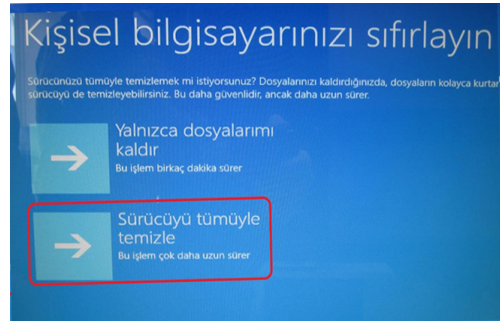 Kişisel bilgisayarınızı sıfırlayın
Sürücünüzü tümüyle temizlemek mi istiyorsunuz? Dosyalarınızı kaldırdığınızda, dosyaların kolayca kurtar
sürücüyü de temizleyebilirsiniz. Bu daha güvenlidir, ancak daha uzun sürer.
Yalnızca dosyalarımı
kaldır
Bu işlem birkaç dakika sürer
Sürücüyü tümüyle
temizle
Bu işlem çok daha uzun sürer